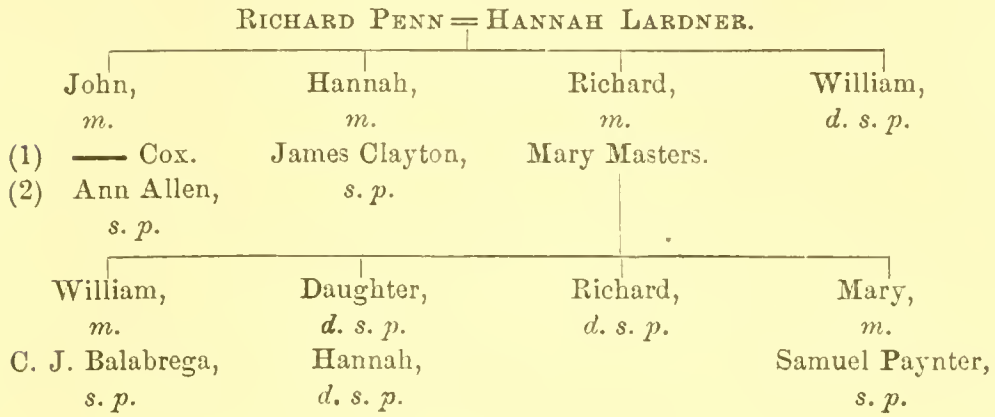 RICHARD PENN = HANNAH LARDNER.
John, Hannah, Richard, William,
m. m. m. d. s. p.
(1) —— Cox. James Clayton, Mary Masters.
(2) Ann Allen, s. p.
s. p.
William, Daughter, Richard, Mary,
m. d. s. p. d. s. p. m.
C. J. Balabrega, Hannah, Samuel Paynter,
s. p. d. s. p. s. p.